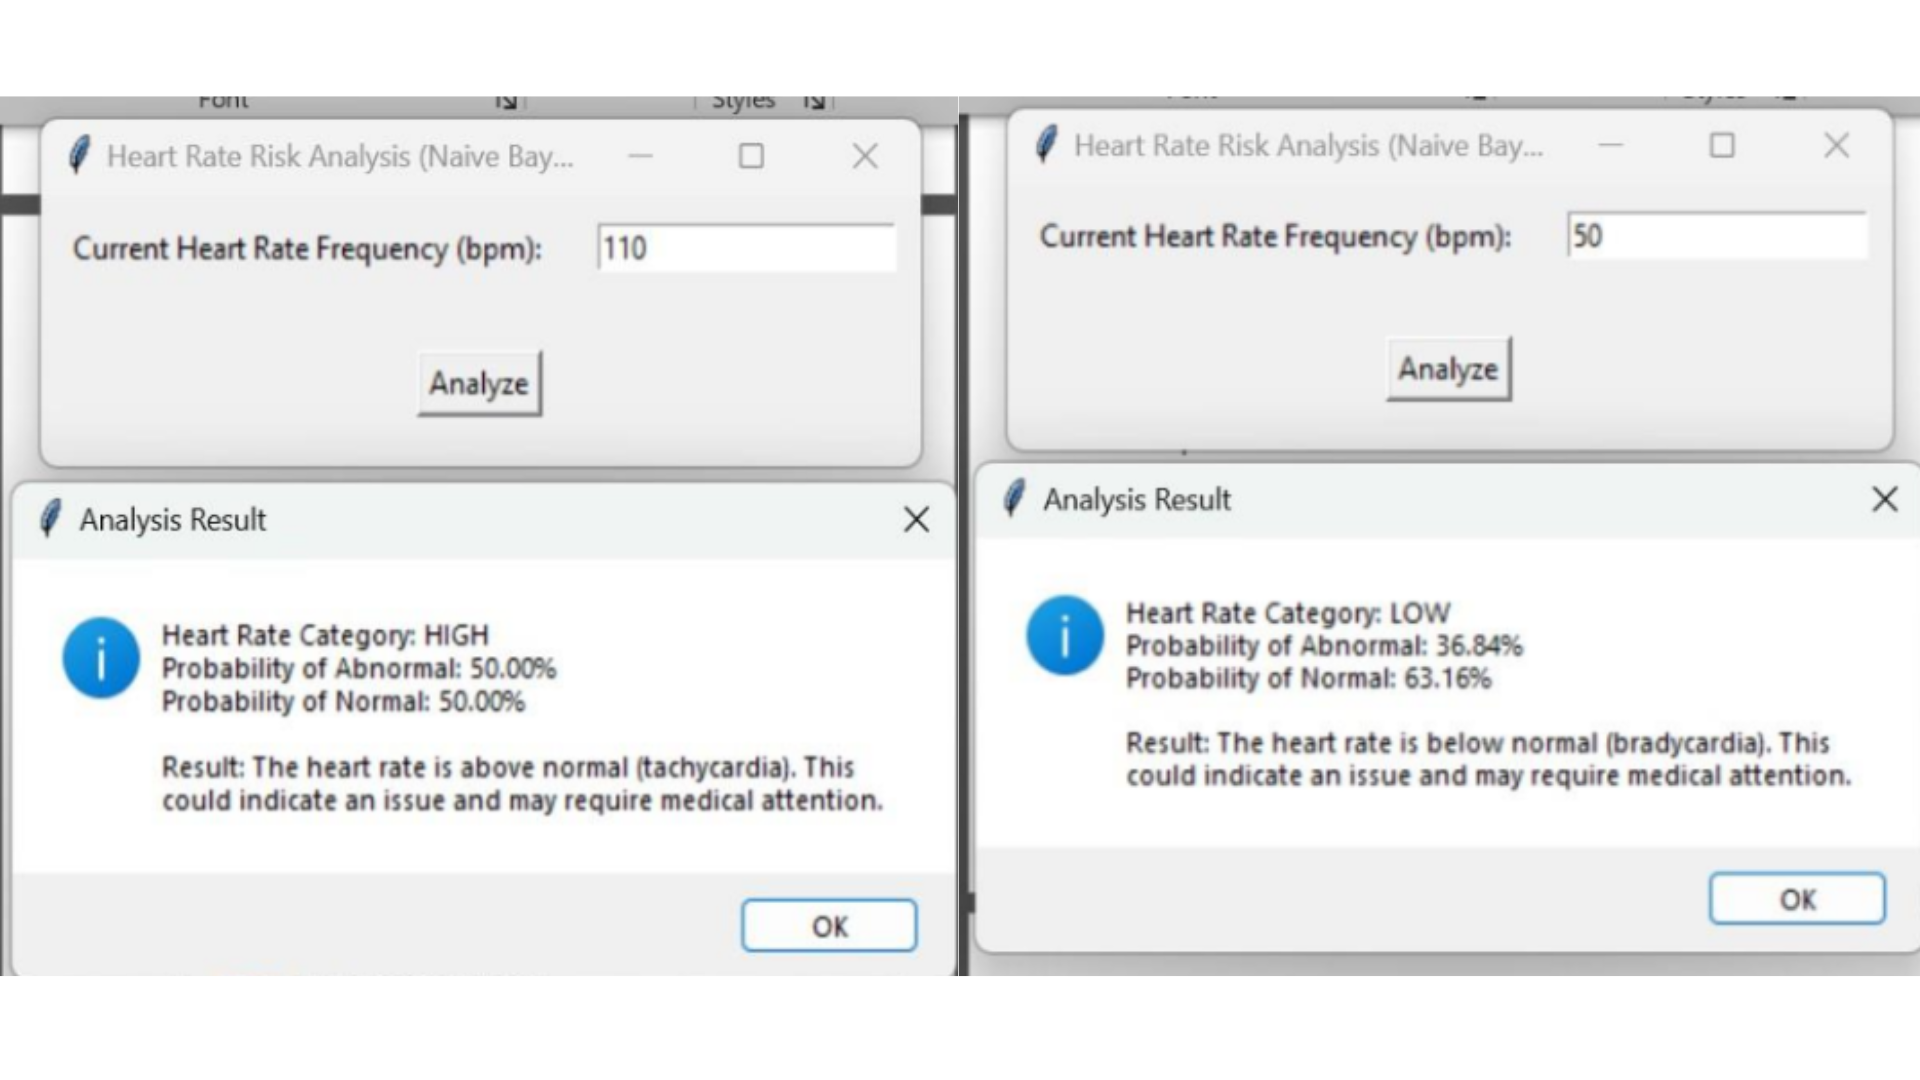 Font
Styles
Heart Rate Risk Analysis (Naive Bay...
Current Heart Rate Frequency (bpm):
110
Analyze
Analysis Result
Heart Rate Category: HIGH
Probability of Abnormal: 50.00%
Probability of Normal: 50.00%
Result: The heart rate is above normal (tachycardia). This
could indicate an issue and may require medical attention.
OK
Heart Rate Risk Analysis (Naive Bay...
Current Heart Rate Frequency (bpm):
50
Analyze
Analysis Result
Heart Rate Category: LOW
Probability of Abnormal: 36.84%
Probability of Normal: 63.16%
Result: The heart rate is below normal (bradycardia). This
could indicate an issue and may require medical attention.
OK